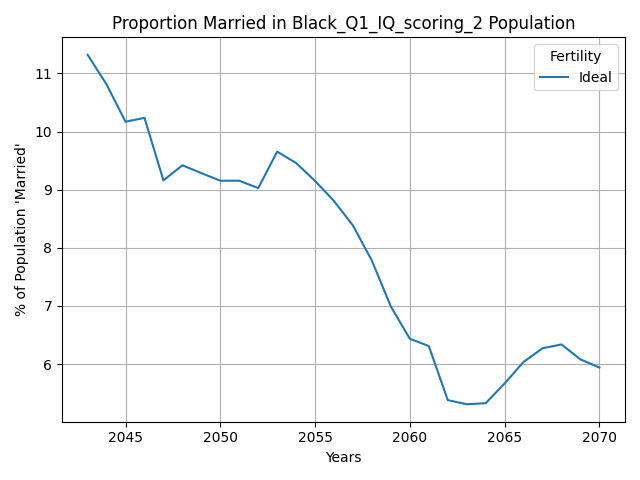 Proportion Married in Black_Q1_IQ_scoring_2 Population
Fertility
Ideal
% of Population 'Married'
11
10
9
8
7
6
2045 2050 2055 2060 2065 2070
Years